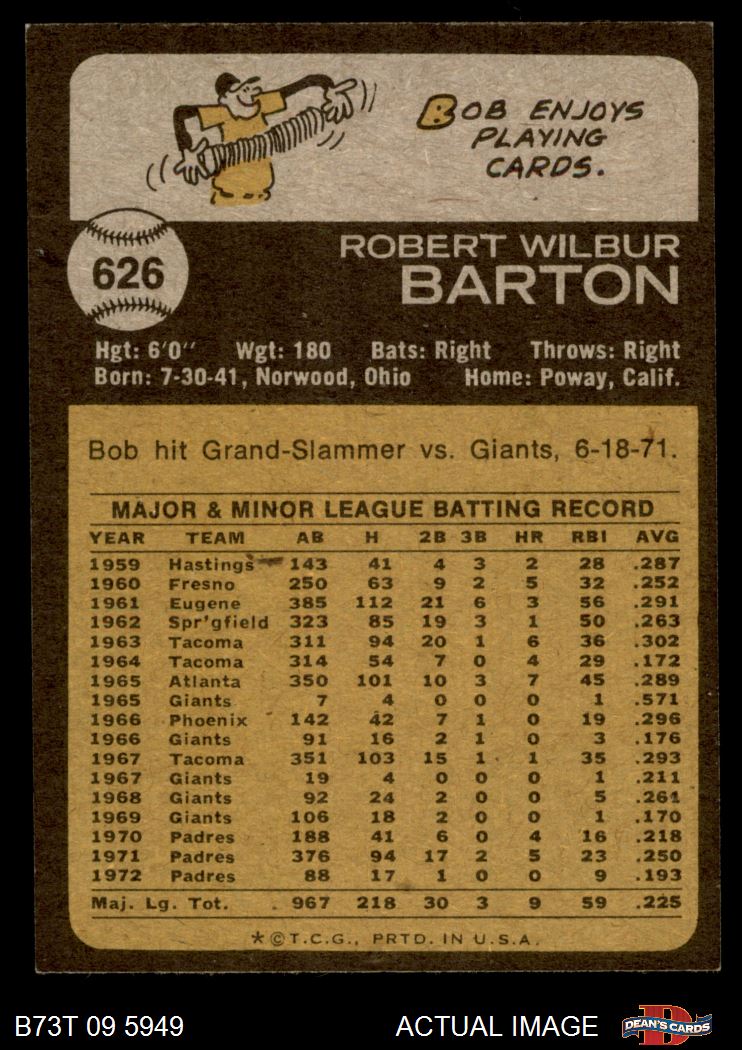 BOB ENJOYS
PLAYING
CARDS.
626
ROBERT WILBUR
BARTON
Hgt: 6'0" Wgt: 180 Bats: Right Throws: Right
Born: 7-30-41, Norwood, Ohio Home: Poway, Calif.
Bob hit Grand-Slammer vs. Giants, 6-18-71.
MAJOR & MINOR LEAGUE BATTING RECORD
YEAR TEAM AB H 2B 3B HR RBI AVG
1959 Hastings 143 41 4 3 2 28 .287
1960 Fresno 250 63 9 2 5 32 .252
1961 Eugene 385 112 21 6 3 56 .291
1962 Spr'gfield 323 85 19 3 1 50 .263
1963 Tacoma 311 94 20 1 6 36 .302
1964 Tacoma 314 54 7 0 4 29 .172
1965 Atlanta 350 101 10 3 7 45 .289
1965 Giants 7 4 0 0 0 1 .571
1966 Phoenix 142 42 7 1 0 19 .296
1966 Giants 91 16 2 1 0 3 .176
1967 Tacoma 351 103 15 1 1 35 .293
1967 Giants 19 4 0 0 0 1 .211
1968 Giants 92 24 2 0 0 5 .261
1969 Giants 106 18 2 0 0 1 .170
1970 Padres 188 41 6 0 4 16 .218
1971 Padres 376 94 17 2 5 23 .250
1972 Padres 88 17 1 0 0 9 .193
Maj. Lg. Tot. 967 218 30 3 9 59 .225
*©T.C.G., PRTD. IN U.S.A.
B73T 09 5949 ACTUAL IMAGE D DEAN'S CARDS